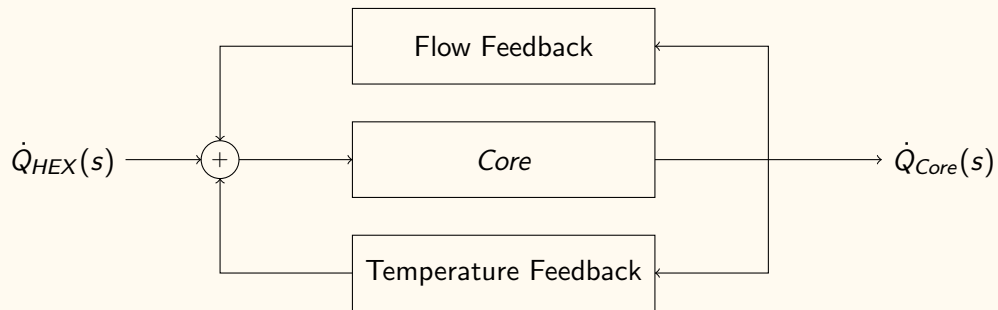 Flow Feedback
Q̇_HEX(s)
+
Core
Q̇_Core(s)
Temperature Feedback